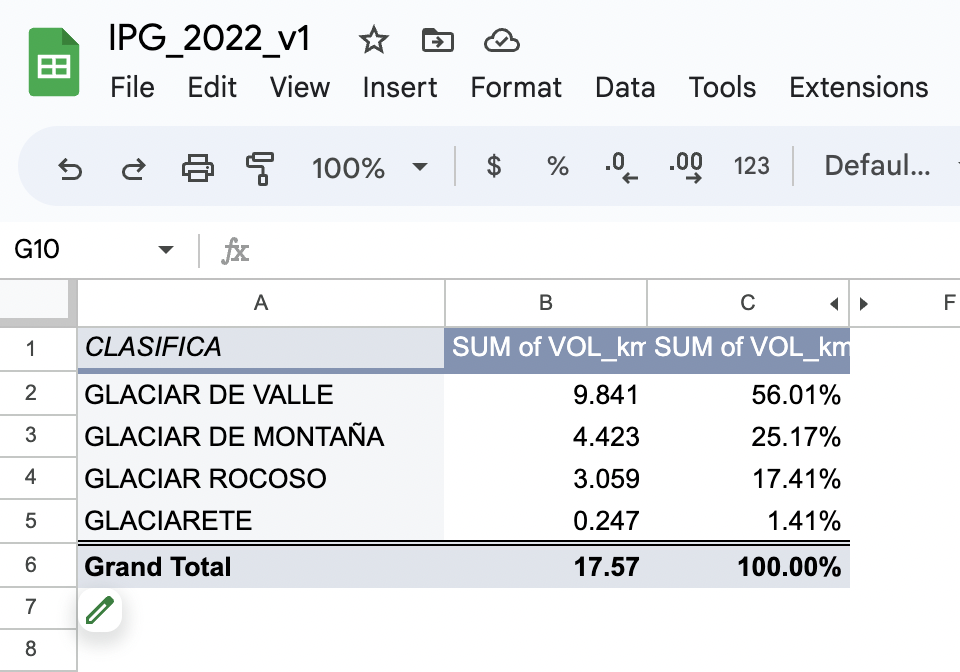 IPG_2022_v1
File Edit View Insert Format Data Tools Extensions
100% $ % .0 .00 123 Defaul...
G10 fx
A B C F
1 CLASIFICA SUM of VOL_km SUM of VOL_km
2 GLACIAR DE VALLE 9.841 56.01%
3 GLACIAR DE MONTAÑA 4.423 25.17%
4 GLACIAR ROCOSO 3.059 17.41%
5 GLACIARETE 0.247 1.41%
6 Grand Total 17.57 100.00%
7
8